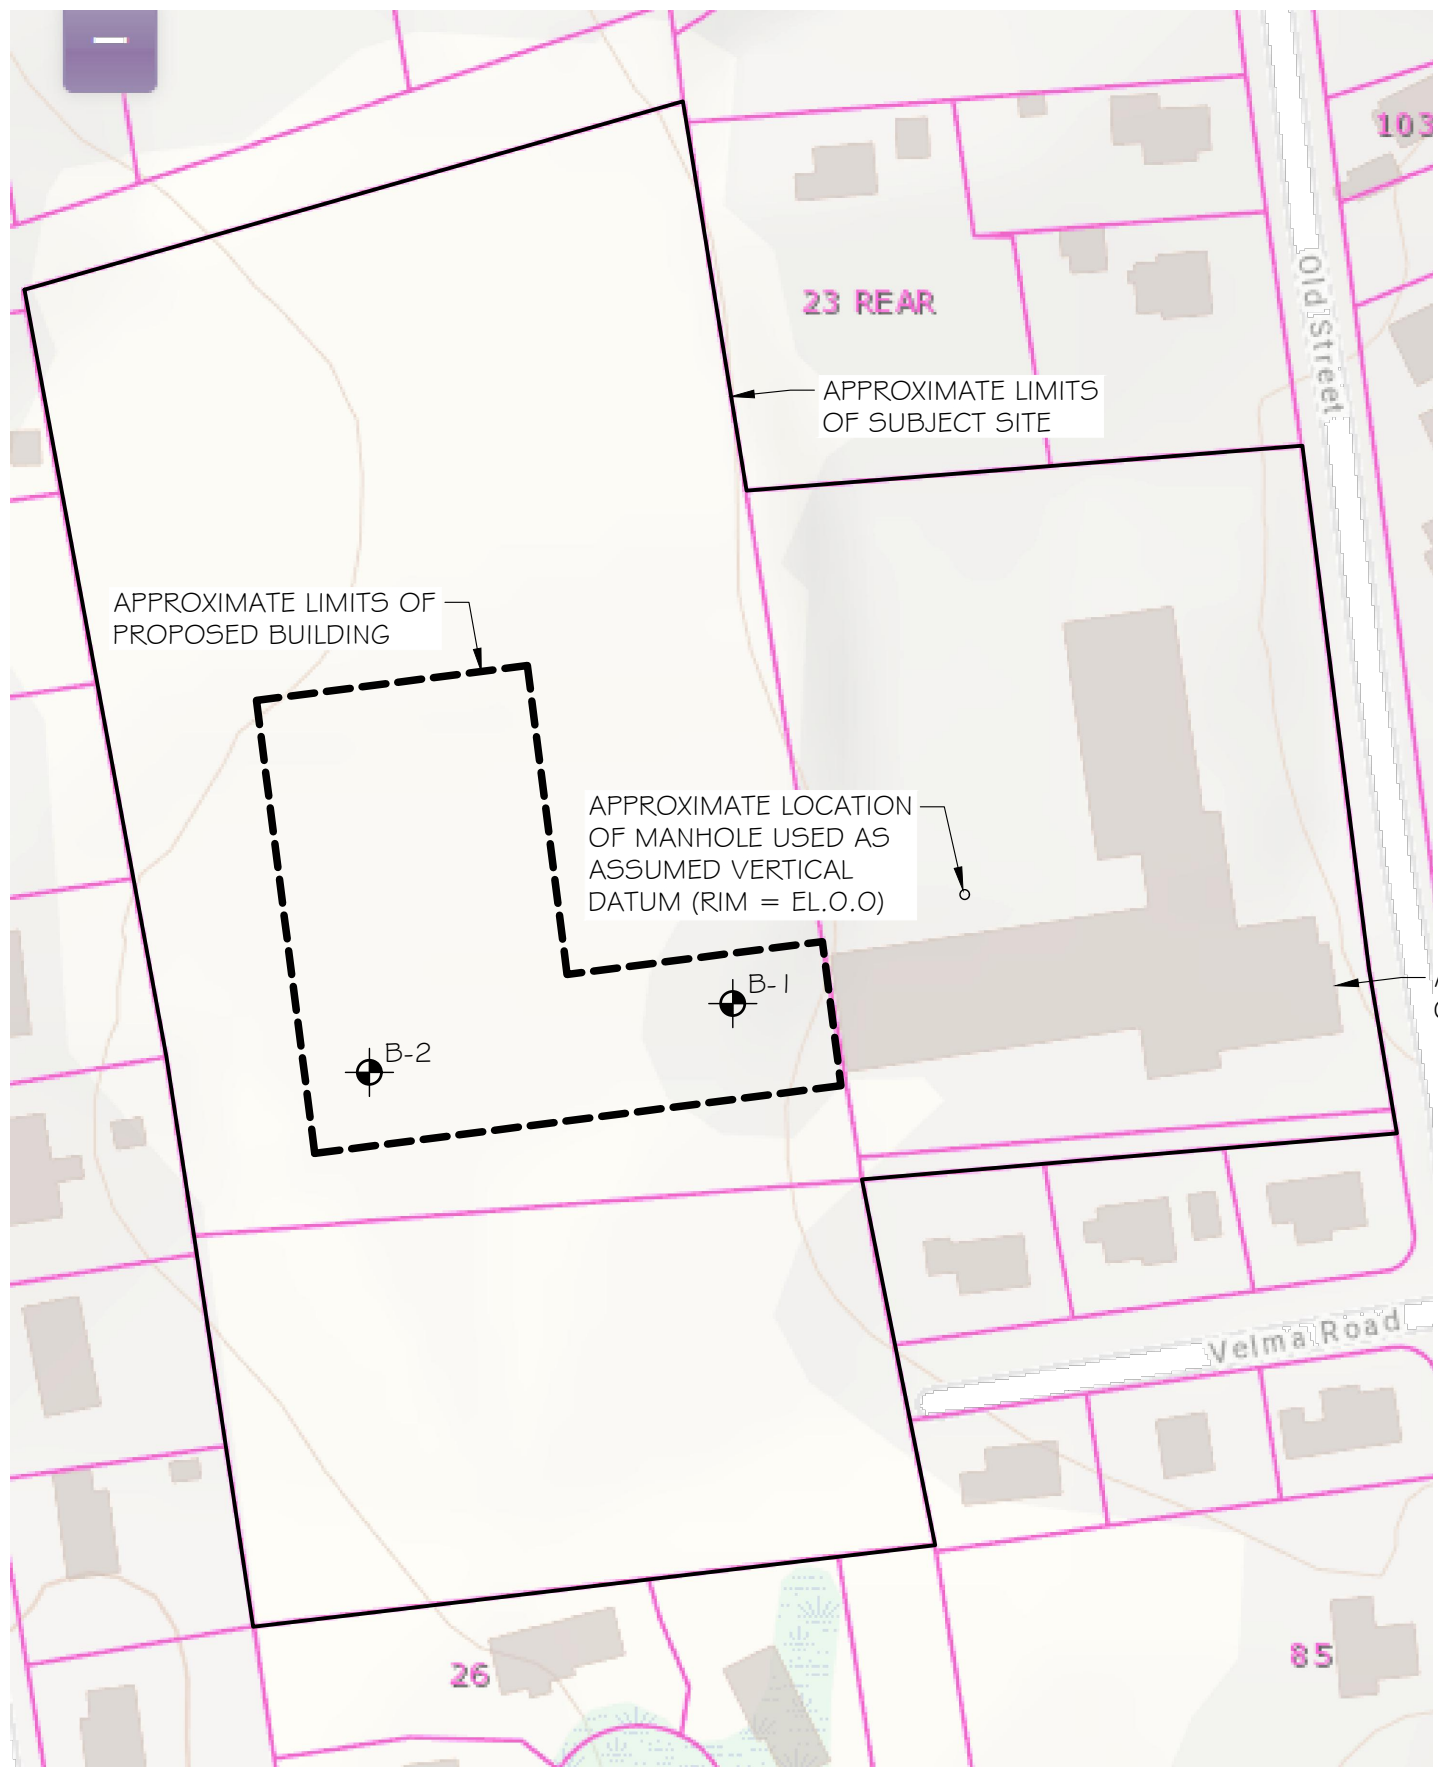 103
Old Street
23 REAR
APPROXIMATE LIMITS
OF SUBJECT SITE
APPROXIMATE LIMITS OF
PROPOSED BUILDING
APPROXIMATE LOCATION
OF MANHOLE USED AS
ASSUMED VERTICAL
DATUM (RIM = EL.0.0)
B-1
B-2
Velma Road
26
85